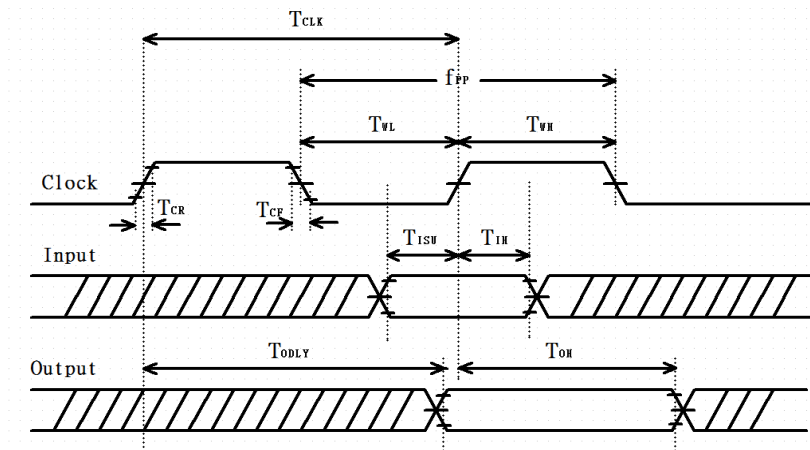 TCLK
fPP
TWL TWH
Clock
TCR TCF
TISU TIH
Input
TODLY TOH
Output